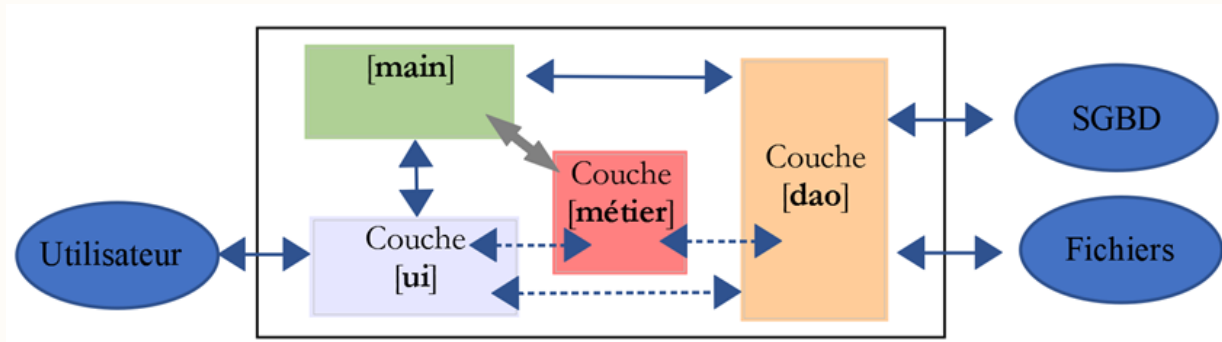 [main]
SGBD
Couche
[métier]
Couche
[dao]
Utilisateur
Couche
[ui]
Fichiers